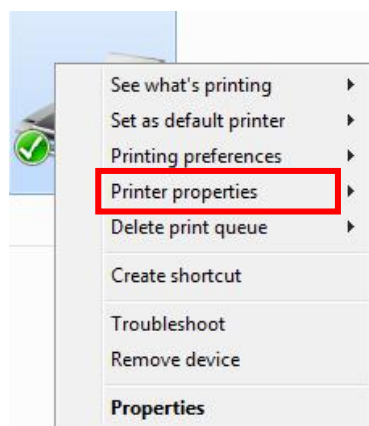 See what's printing
Set as default printer
Printing preferences
Printer properties
Delete print queue
Create shortcut
Troubleshoot
Remove device
Properties